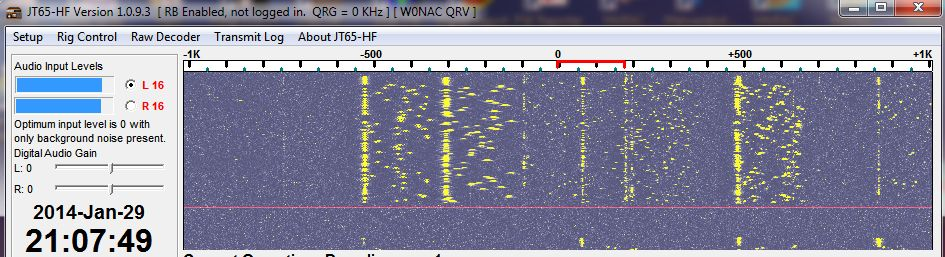 JT65-HF Version 1.0.9.3 [ RB Enabled, not logged in. QRG = 0 KHz ] [ W0NAC QRV ]
Setup Rig Control Raw Decoder Transmit Log About JT65-HF
-1K -500 0 +500 +1K
Audio Input Levels
L 16
R 16
Optimum input level is 0 with
only background noise present.
Digital Audio Gain
L: 0
R: 0
2014-Jan-29
21:07:49